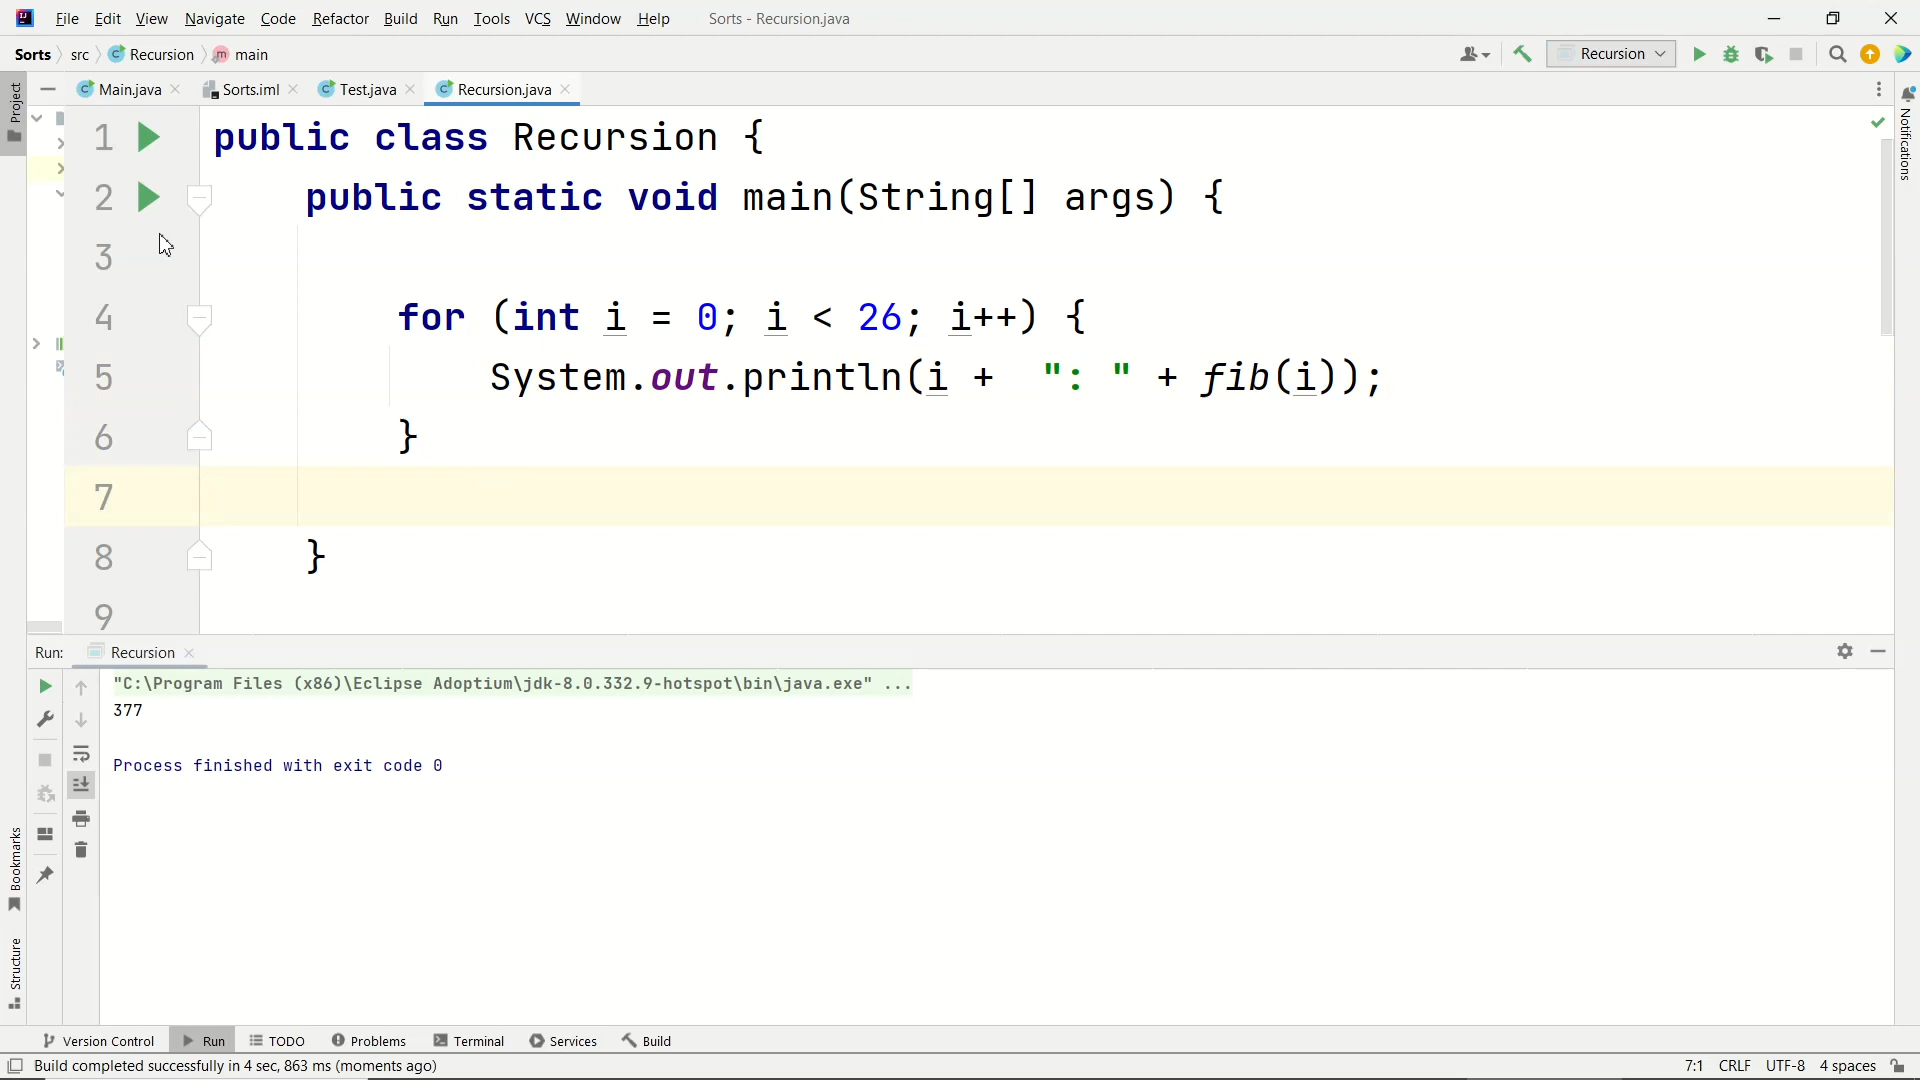 File Edit View Navigate Code Refactor Build Run Tools VCS Window Help Sorts - Recursion.java
Sorts src Recursion main Recursion
Project
Main.java Sorts.iml Test.java Recursion.java
Notifications
1 public class Recursion {
2 public static void main(String[] args) {
3
4 for (int i = 0; i < 26; i++) {
5 System.out.println(i + ": " + fib(i));
6 }
7
8 }
9
Run: Recursion
"C:\Program Files (x86)\Eclipse Adoptium\jdk-8.0.332.9-hotspot\bin\java.exe" ...
377
Process finished with exit code 0
Bookmarks
Structure
Version Control Run TODO Problems Terminal Services Build
Build completed successfully in 4 sec, 863 ms (moments ago) 7:1 CRLF UTF-8 4 spaces